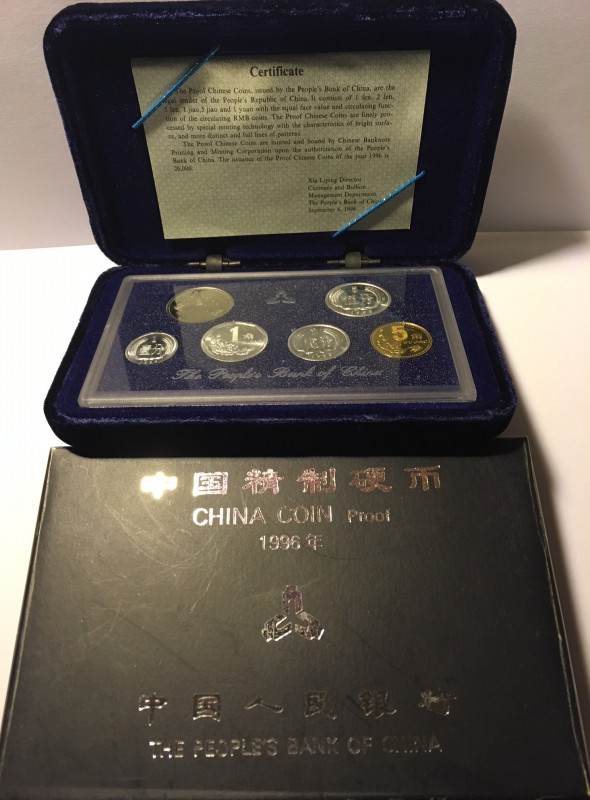 Certificate
The Proof Chinese Coins, issued by the People's Bank of China, are the
legal tender of the People's Republic of China. It consists of 1 fen, 2 fen,
5 fen, 1 jiao, 5 jiao and 1 yuan with the equal face value and circulating func-
tion of the circulating RMB coins. The Proof Chinese Coins are finely pro-
cessed by special minting technology with the characteristics of bright surfa-
ce, and more distinct and full lines of patterns.
The Proof Chinese Coins are minted and bound by Chinese Banknote
Printing and Minting Corporation upon the authorization of the People's
Bank of China. The issuance of the Proof Chinese Coins of the year 1996 is
20,000.
Xia Liping Director
Currency and Bullion
Management Department
The People's Bank of China
September 6, 1996
1
5
The People's Bank of China
中国精制硬币
CHINA COIN Proof
1996年
中国人民银行
THE PEOPLE'S BANK OF CHINA